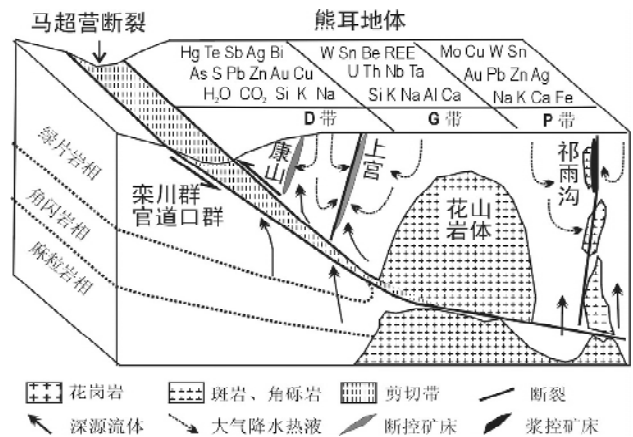 马超营断裂
熊耳地体
Hg Te Sb Ag Bi
As S Pb Zn Au Cu
H₂O CO₂ Si K Na
W Sn Be REE
U Th Nb Ta
Si K Na Al Ca
Mo Cu W Sn
Au Pb Zn Ag
Na K Ca Fe
D 带
G 带
P 带
绿片岩相
角闪岩相
麻粒岩相
栾川群
官道口群
康山
上宫
花山
岩体
祁雨沟
花岗岩
斑岩、角砾岩
剪切带
断裂
深源流体
大气降水热液
断控矿床
浆控矿床